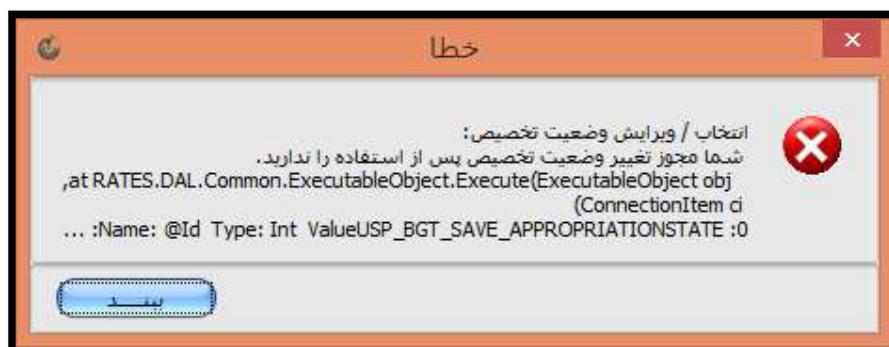 خطا
انتخاب / ویرایش وضعیت تخصیص:
شما مجوز تغییر وضعیت تخصیص پس از استفاده را ندارید.
,at RATES.DAL.Common.ExecutableObject.Execute(ExecutableObject obj
(ConnectionItem ci
... :Name: @Id Type: Int ValueUSP_BGT_SAVE_APPROPRIATIONSTATE :0
ببنـــد